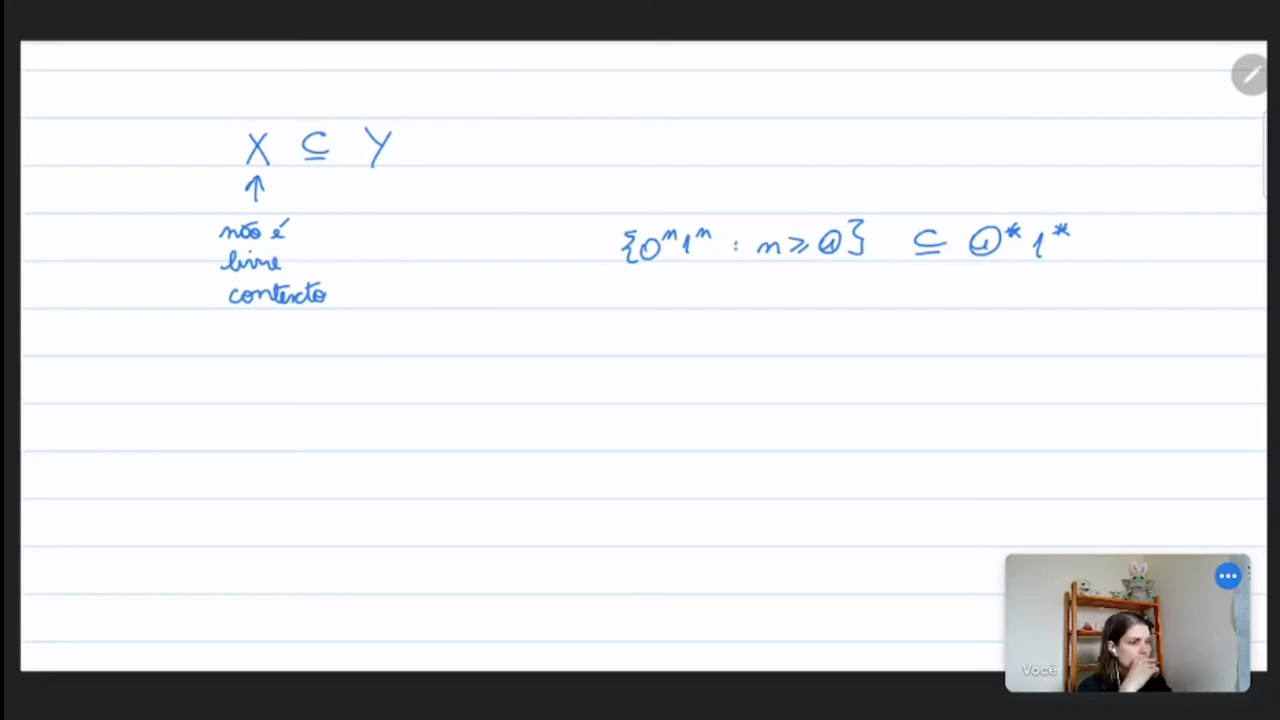 X ⊆ Y
↑
não é
livre
contexto
{0ⁿ1ⁿ : n ≥ 0} ⊆ 0*1*
Você